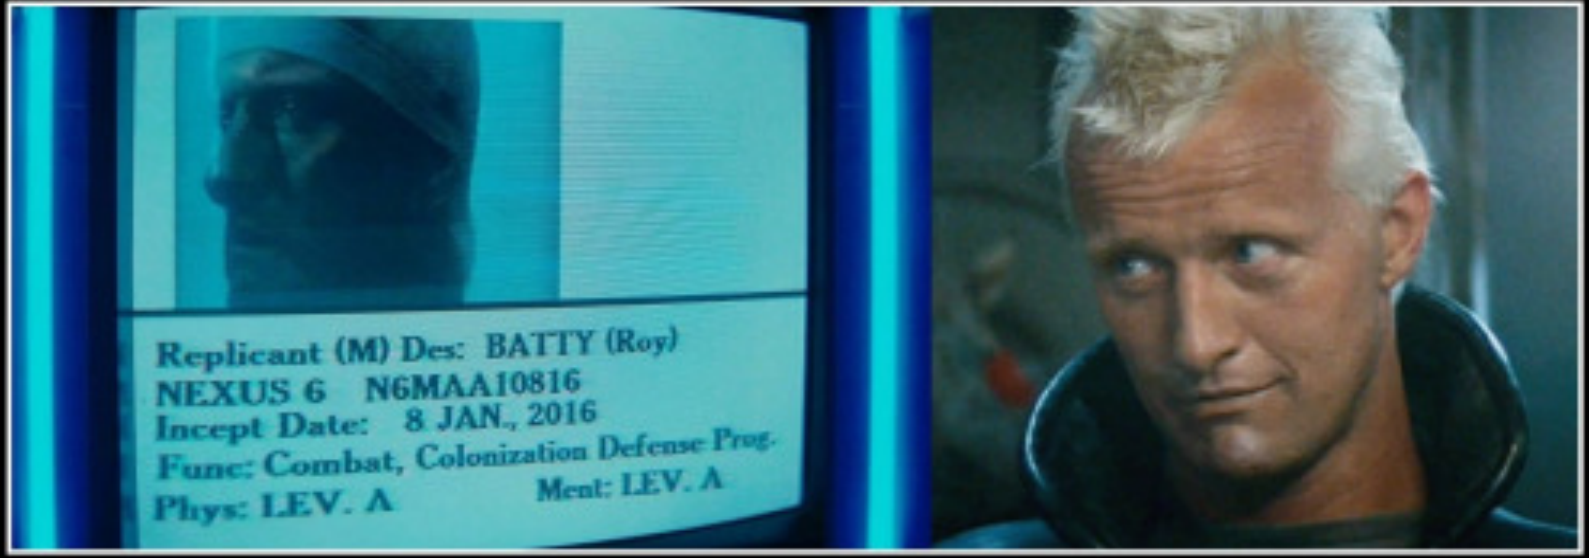 Replicant (M) Des: BATTY (Roy)
NEXUS 6 N6MAA10816
Incept Date: 8 JAN., 2016
Func: Combat, Colonization Defense Prog.
Phys: LEV. A Ment: LEV. A